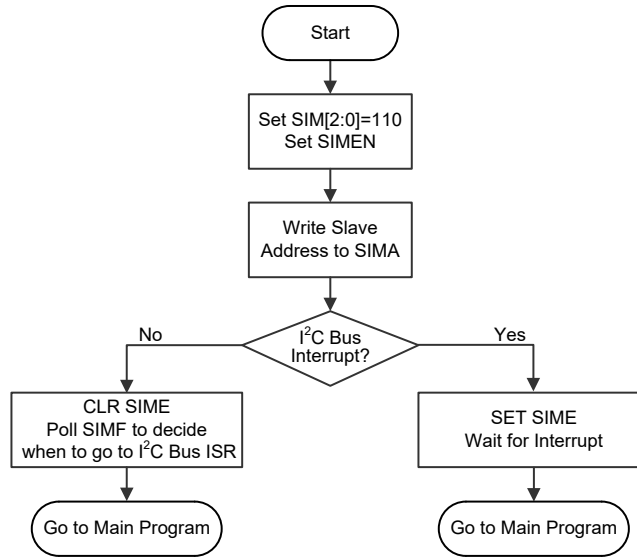 Start
Set SIM[2:0]=110
Set SIMEN
Write Slave
Address to SIMA
I²C Bus
Interrupt?
No
Yes
CLR SIME
Poll SIMF to decide
when to go to I²C Bus ISR
SET SIME
Wait for Interrupt
Go to Main Program
Go to Main Program